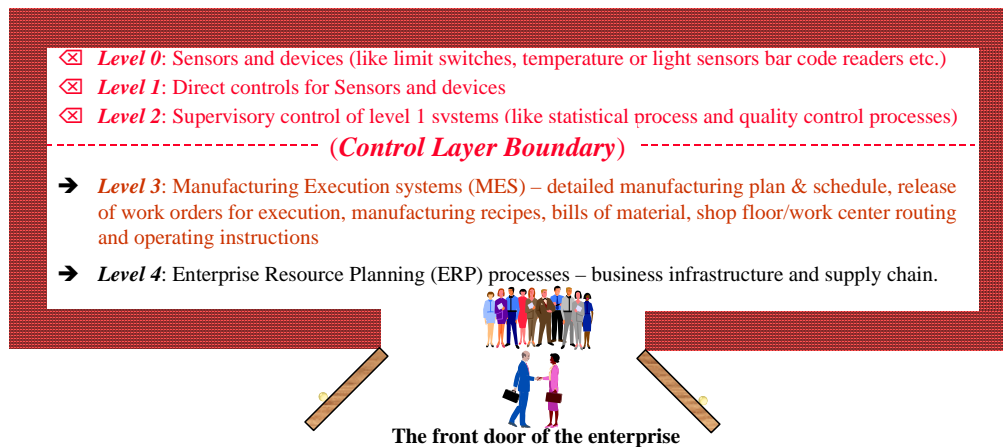 ⌫ Level 0: Sensors and devices (like limit switches, temperature or light sensors bar code readers etc.)
⌫ Level 1: Direct controls for Sensors and devices
⌫ Level 2: Supervisory control of level 1 systems (like statistical process and quality control processes)
(Control Layer Boundary)
➔ Level 3: Manufacturing Execution systems (MES) – detailed manufacturing plan & schedule, release
of work orders for execution, manufacturing recipes, bills of material, shop floor/work center routing
and operating instructions
➔ Level 4: Enterprise Resource Planning (ERP) processes – business infrastructure and supply chain.
The front door of the enterprise